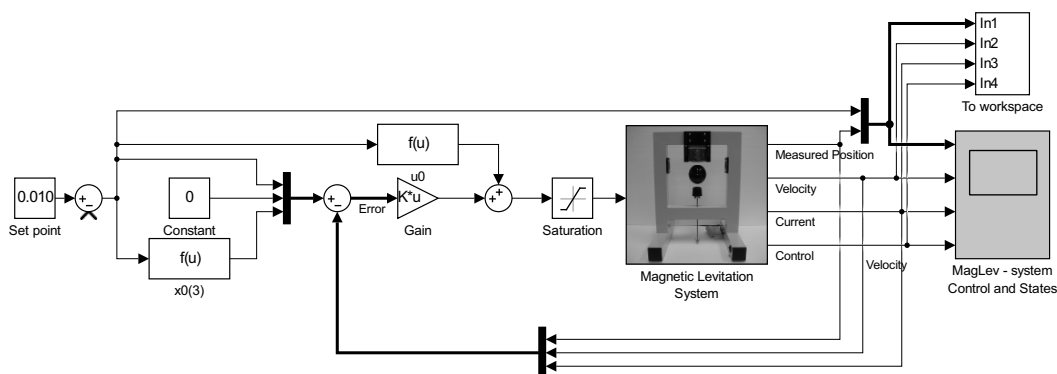 In1
In2
In3
In4
To workspace
f(u)
u0
Measured Position
0.010
Set point
0
Constant
Error
K*u
Gain
Saturation
Velocity
Current
Control
Velocity
f(u)
x0(3)
Magnetic Levitation
System
MagLev - system
Control and States